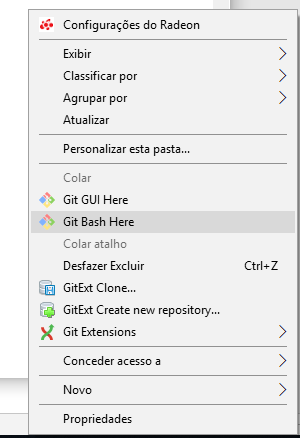 Configurações do Radeon
Exibir
Classificar por
Agrupar por
Atualizar
Personalizar esta pasta...
Colar
Git GUI Here
Git Bash Here
Colar atalho
Desfazer Excluir Ctrl+Z
GitExt Clone...
GitExt Create new repository...
Git Extensions
Conceder acesso a
Novo
Propriedades